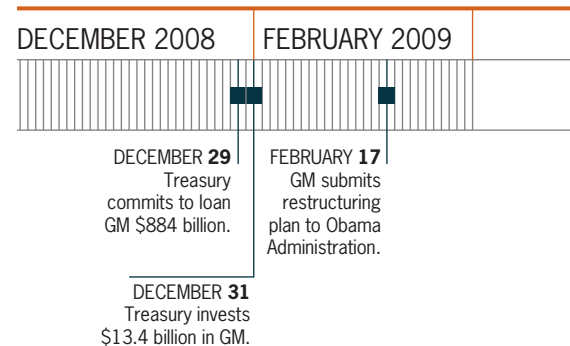 DECEMBER 2008
FEBRUARY 2009
DECEMBER 29
Treasury
commits to loan
GM $884 billion.
FEBRUARY 17
GM submits
restructuring
plan to Obama
Administration.
DECEMBER 31
Treasury invests
$13.4 billion in GM.